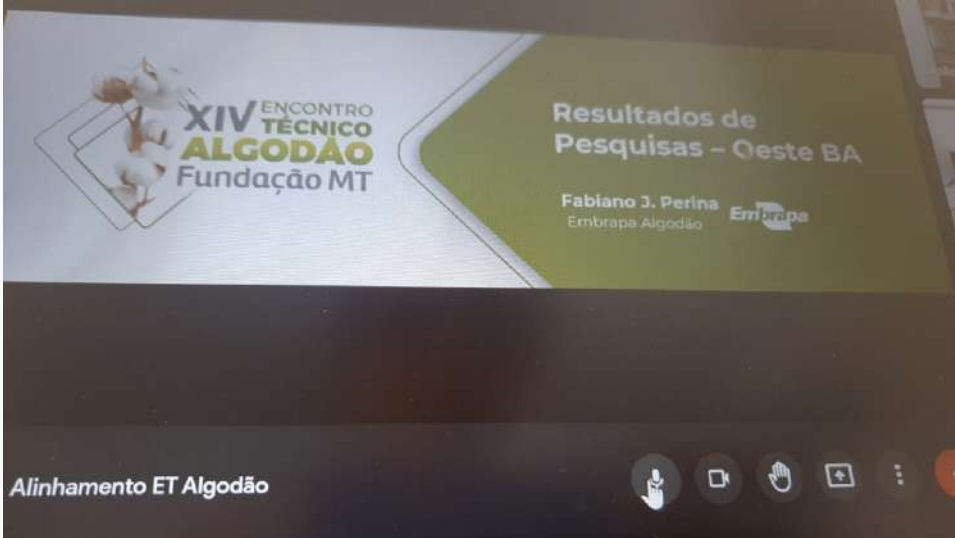 XIV ENCONTRO
TÉCNICO
ALGODÃO
Fundação MT
Resultados de
Pesquisas – Oeste BA
Fabiano J. Perina
Embrapa Algodão
Embrapa
Alinhamento ET Algodão